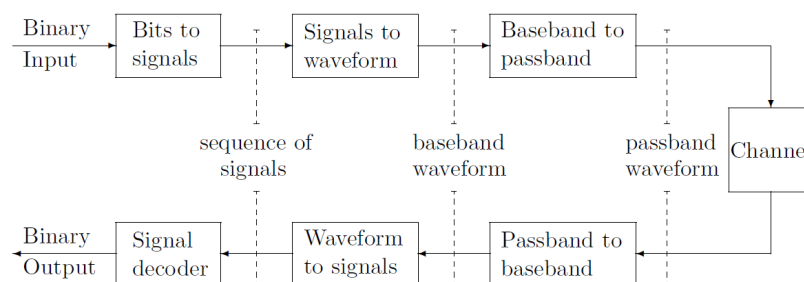 Binary
Input
Bits to
signals
Signals to
waveform
Baseband to
passband
sequence of
signals
baseband
waveform
passband
waveform
Channel
Binary
Output
Signal
decoder
Waveform
to signals
Passband to
baseband